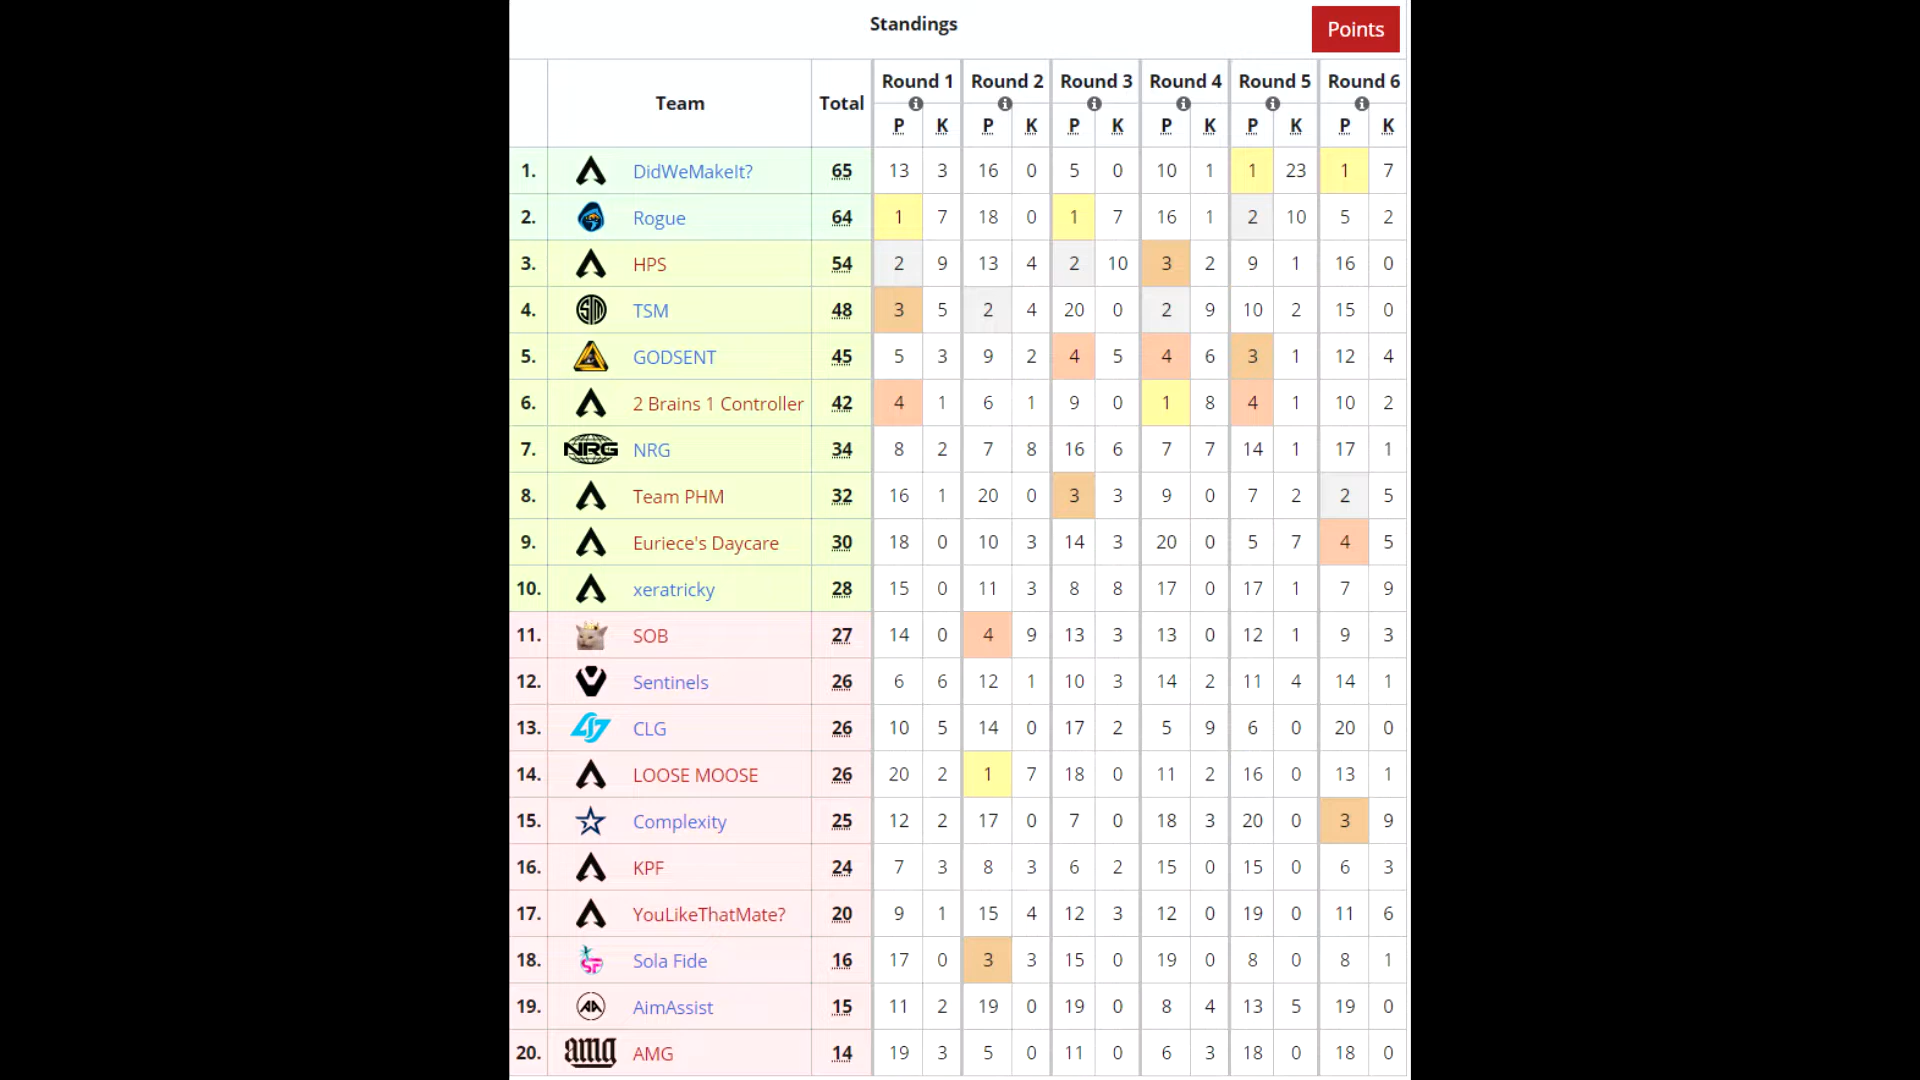 Standings
Points
Team Total Round 1 Round 2 Round 3 Round 4 Round 5 Round 6
P K P K P K P K P K P K
1. DidWeMakeIt? 65 13 3 16 0 5 0 10 1 1 23 1 7
2. Rogue 64 1 7 18 0 1 7 16 1 2 10 5 2
3. HPS 54 2 9 13 4 2 10 3 2 9 1 16 0
4. TSM 48 3 5 2 4 20 0 2 9 10 2 15 0
5. GODSENT 45 5 3 9 2 4 5 4 6 3 1 12 4
6. 2 Brains 1 Controller 42 4 1 6 1 9 0 1 8 4 1 10 2
7. NRG NRG 34 8 2 7 8 16 6 7 7 14 1 17 1
8. Team PHM 32 16 1 20 0 3 3 9 0 7 2 2 5
9. Euriece's Daycare 30 18 0 10 3 14 3 20 0 5 7 4 5
10. xeratricky 28 15 0 11 3 8 8 17 0 17 1 7 9
11. SOB 27 14 0 4 9 13 3 13 0 12 1 9 3
12. Sentinels 26 6 6 12 1 10 3 14 2 11 4 14 1
13. CLG 26 10 5 14 0 17 2 5 9 6 0 20 0
14. LOOSE MOOSE 26 20 2 1 7 18 0 11 2 16 0 13 1
15. Complexity 25 12 2 17 0 7 0 18 3 20 0 3 9
16. KPF 24 7 3 8 3 6 2 15 0 15 0 6 3
17. YouLikeThatMate? 20 9 1 15 4 12 3 12 0 19 0 11 6
18. SF Sola Fide 16 17 0 3 3 15 0 19 0 8 0 8 1
19. AA AimAssist 15 11 2 19 0 19 0 8 4 13 5 19 0
20. amg AMG 14 19 3 5 0 11 0 6 3 18 0 18 0